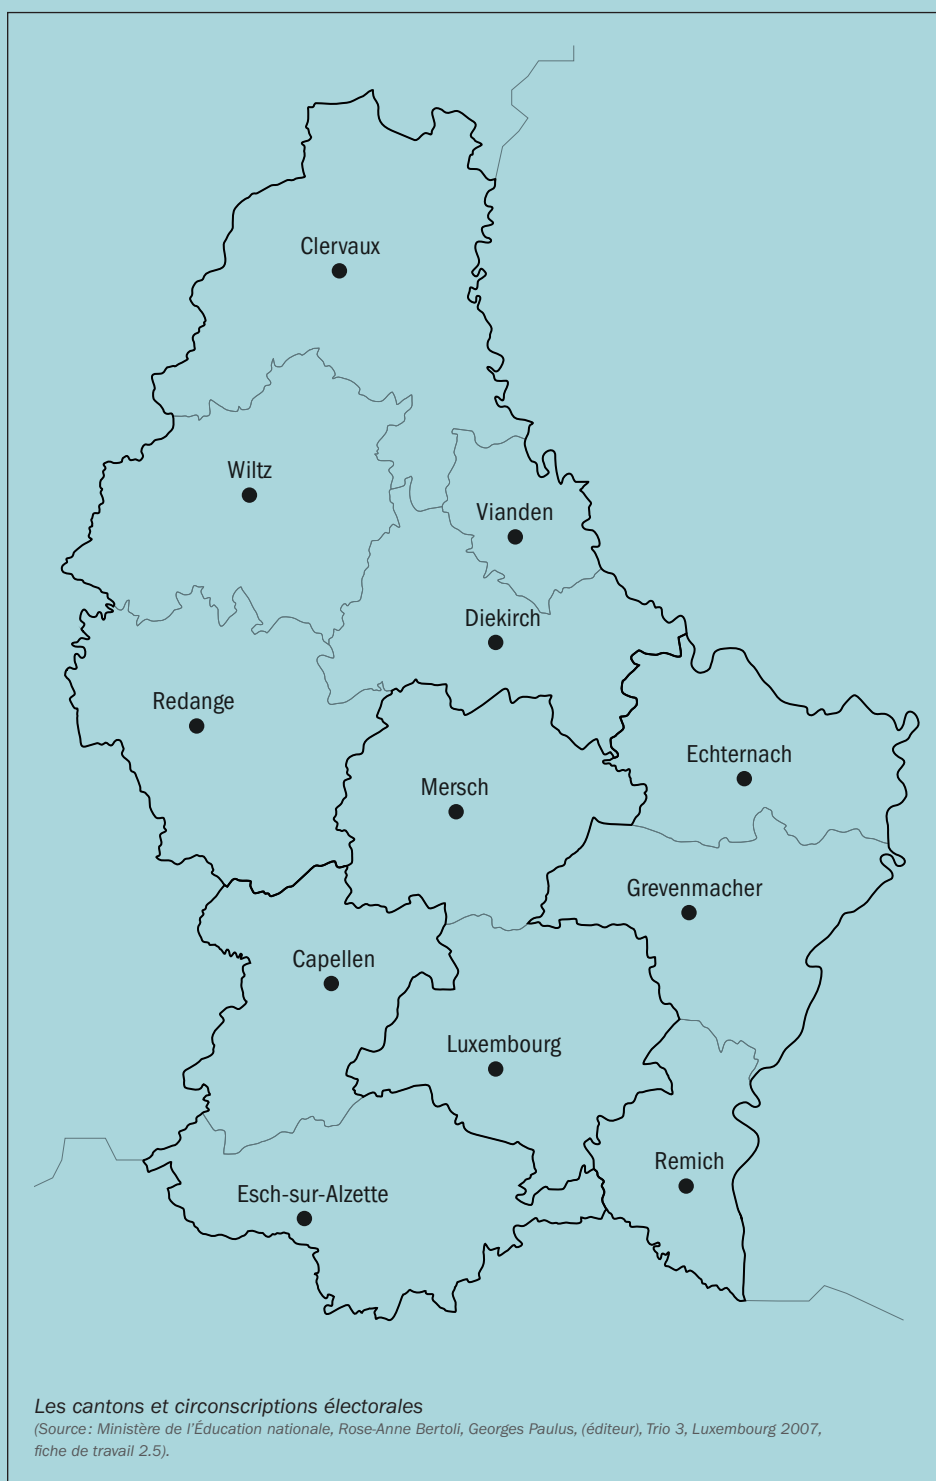 Clervaux
Wiltz
Vianden
Diekirch
Redange
Echternach
Mersch
Grevenmacher
Capellen
Luxembourg
Remich
Esch-sur-Alzette
Les cantons et circonscriptions électorales
(Source : Ministère de l'Éducation nationale, Rose-Anne Bertoli, Georges Paulus, (éditeur), Trio 3, Luxembourg 2007,
fiche de travail 2.5).